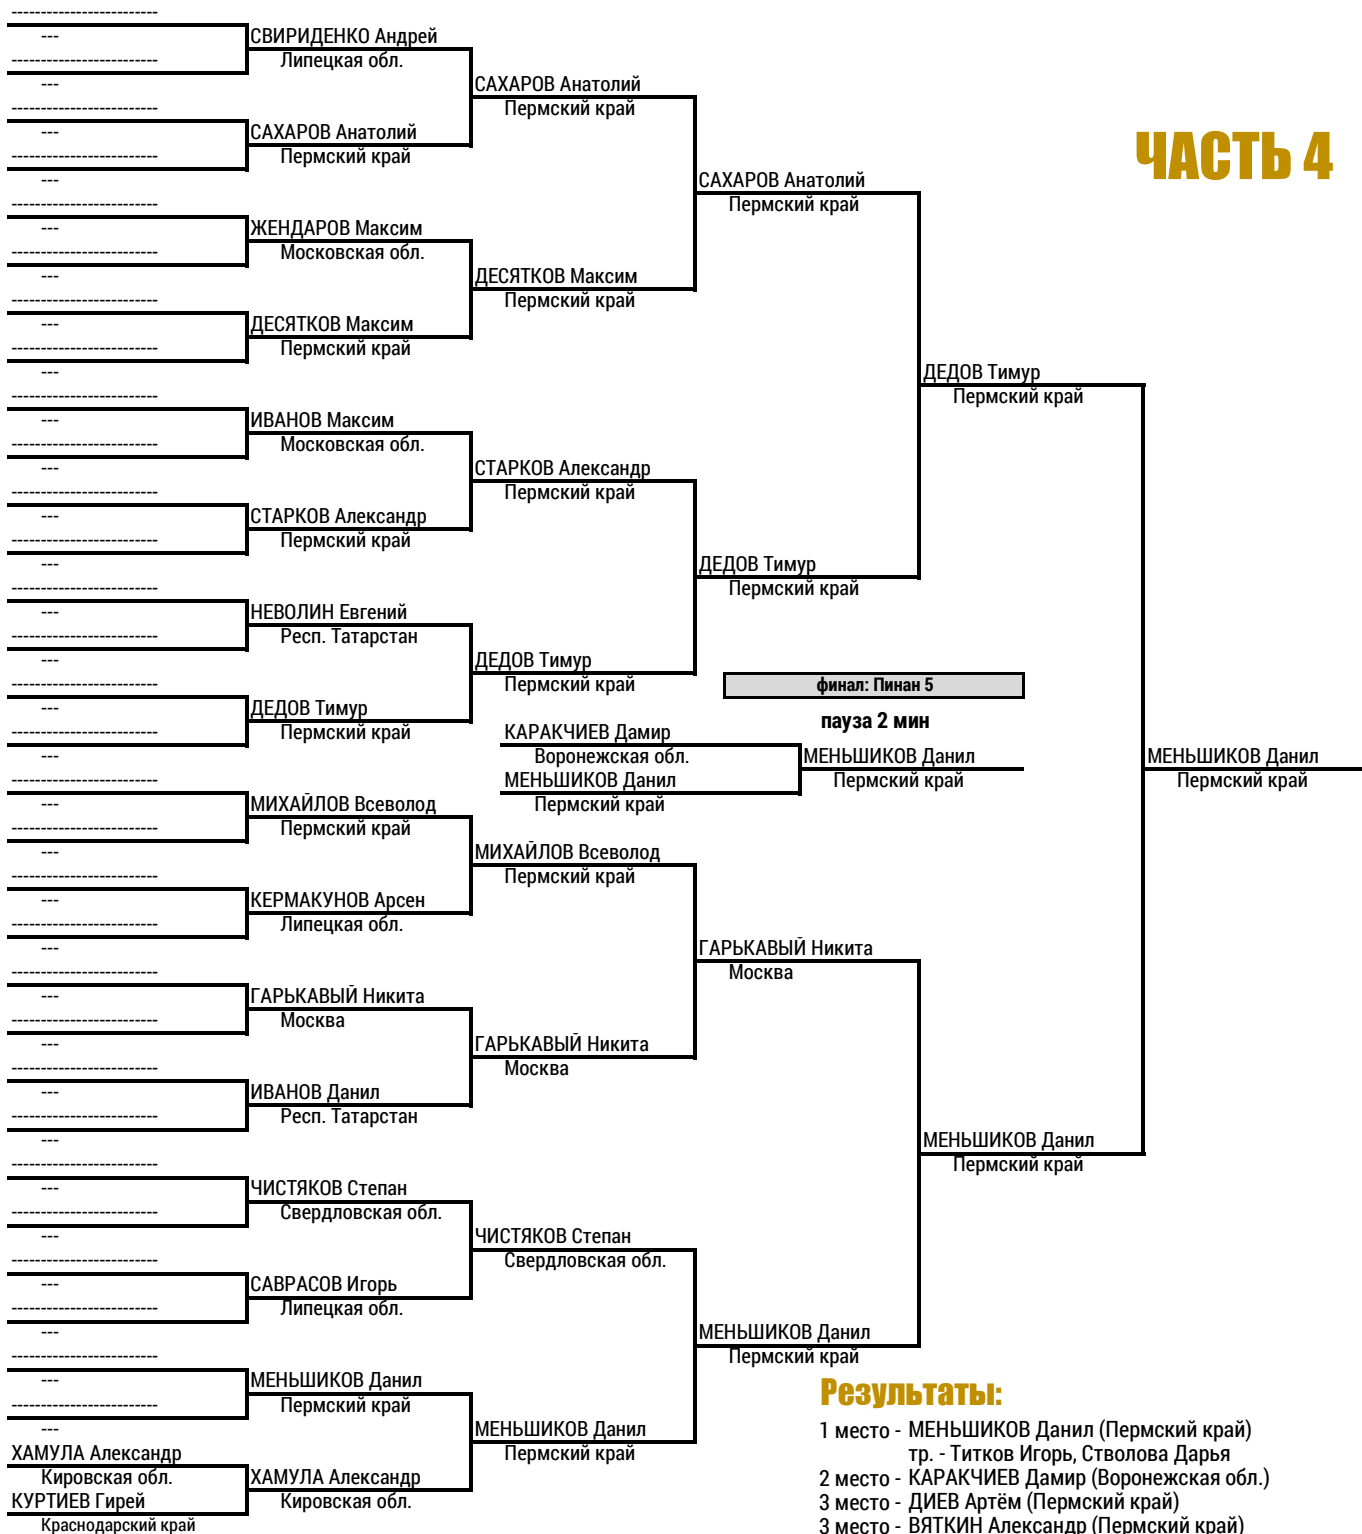 -------------------------
---
СВИРИДЕНКО Андрей
-------------------------
Липецкая обл.
---
САХАРОВ Анатолий
-------------------------
Пермский край
---
САХАРОВ Анатолий
-------------------------
Пермский край
ЧАСТЬ 4
---
САХАРОВ Анатолий
-------------------------
Пермский край
---
ЖЕНДАРОВ Максим
-------------------------
Московская обл.
---
ДЕСЯТКОВ Максим
-------------------------
Пермский край
---
ДЕСЯТКОВ Максим
-------------------------
Пермский край
---
ДЕДОВ Тимур
-------------------------
Пермский край
---
ИВАНОВ Максим
-------------------------
Московская обл.
---
СТАРКОВ Александр
-------------------------
Пермский край
---
СТАРКОВ Александр
-------------------------
Пермский край
---
ДЕДОВ Тимур
-------------------------
Пермский край
---
НЕВОЛИН Евгений
-------------------------
Респ. Татарстан
---
ДЕДОВ Тимур
-------------------------
Пермский край
финал: Пинан 5
---
ДЕДОВ Тимур
пауза 2 мин
-------------------------
Пермский край
КАРАКЧИЕВ Дамир
---
Воронежская обл.
МЕНЬШИКОВ Данил
МЕНЬШИКОВ Данил
-------------------------
МЕНЬШИКОВ Данил
Пермский край
Пермский край
---
МИХАЙЛОВ Всеволод
Пермский край
-------------------------
Пермский край
---
МИХАЙЛОВ Всеволод
-------------------------
Пермский край
---
КЕРМАКУНОВ Арсен
-------------------------
Липецкая обл.
---
ГАРЬКАВЫЙ Никита
-------------------------
Москва
---
ГАРЬКАВЫЙ Никита
-------------------------
Москва
---
ГАРЬКАВЫЙ Никита
-------------------------
Москва
---
ИВАНОВ Данил
-------------------------
Респ. Татарстан
---
МЕНЬШИКОВ Данил
-------------------------
Пермский край
---
ЧИСТЯКОВ Степан
-------------------------
Свердловская обл.
---
ЧИСТЯКОВ Степан
-------------------------
Свердловская обл.
---
САВРАСОВ Игорь
-------------------------
Липецкая обл.
---
МЕНЬШИКОВ Данил
-------------------------
Пермский край
---
МЕНЬШИКОВ Данил
-------------------------
Пермский край
---
МЕНЬШИКОВ Данил
Пермский край
ХАМУЛА Александр
Кировская обл.
ХАМУЛА Александр
КУРТИЕВ Гирей
Кировская обл.
Краснодарский край
Результаты:
1 место - МЕНЬШИКОВ Данил (Пермский край)
тр. - Титков Игорь, Стволова Дарья
2 место - КАРАКЧИЕВ Дамир (Воронежская обл.)
3 место - ДИЕВ Артём (Пермский край)
3 место - ВЯТКИН Александр (Пермский край)